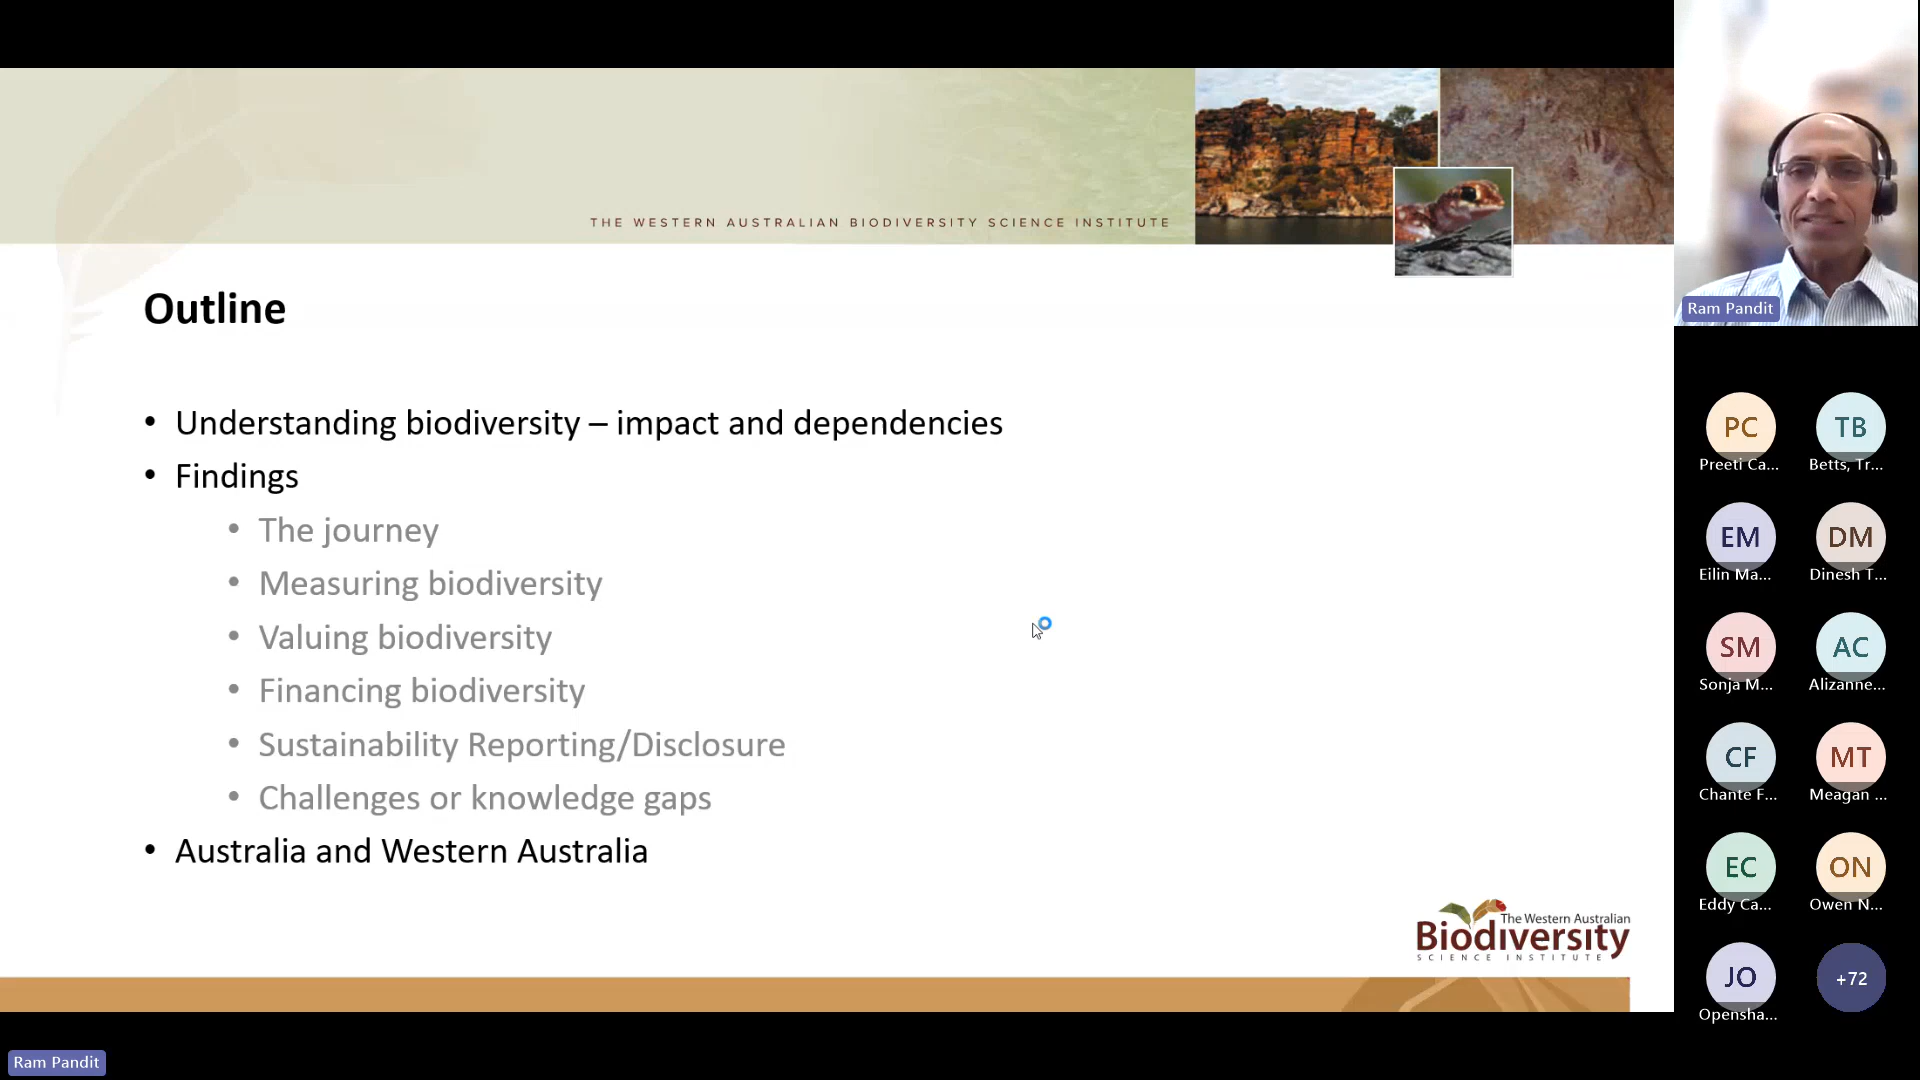 THE WESTERN AUSTRALIAN BIODIVERSITY SCIENCE INSTITUTE
Outline
• Understanding biodiversity – impact and dependencies
• Findings
• The journey
• Measuring biodiversity
• Valuing biodiversity
• Financing biodiversity
• Sustainability Reporting/Disclosure
• Challenges or knowledge gaps
• Australia and Western Australia
The Western Australian
Biodiversity
SCIENCE INSTITUTE
Ram Pandit
PC
Preeti Ca...
TB
Betts, Tr...
EM
Eilin Ma...
DM
Dinesh T...
SM
Sonja M...
AC
Alizanne...
CF
Chante F...
MT
Meagan ...
EC
Eddy Ca...
ON
Owen N...
JO
Opensha...
+72
Ram Pandit